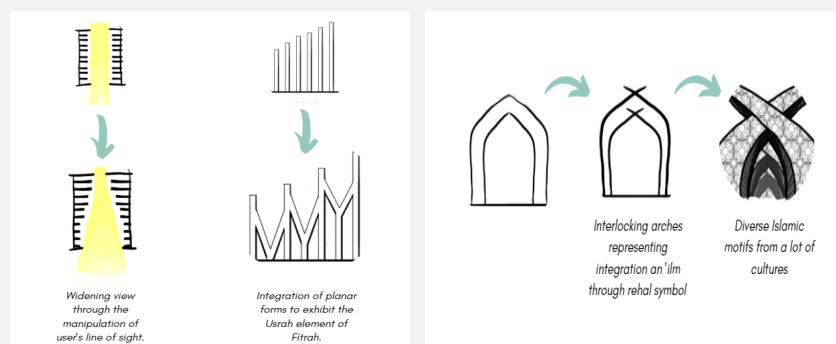 Widening view
through the
manipulation of
user's line of sight.
Integration of planar
forms to exhibit the
Usrah element of
Fitrah.
Interlocking arches
representing
integration an 'ilm
through rehal symbol
Diverse Islamic
motifs from a lot of
cultures